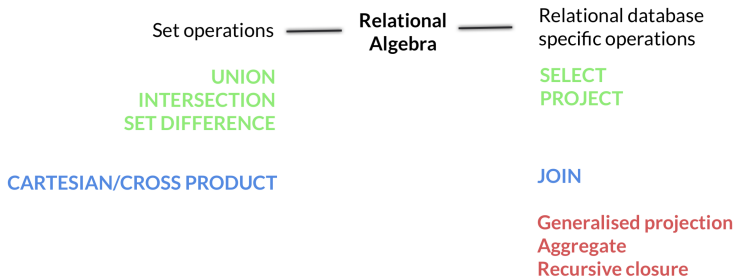 Set operations
Relational
Algebra
Relational database
specific operations
UNION
INTERSECTION
SET DIFFERENCE
SELECT
PROJECT
CARTESIAN/CROSS PRODUCT
JOIN
Generalised projection
Aggregate
Recursive closure